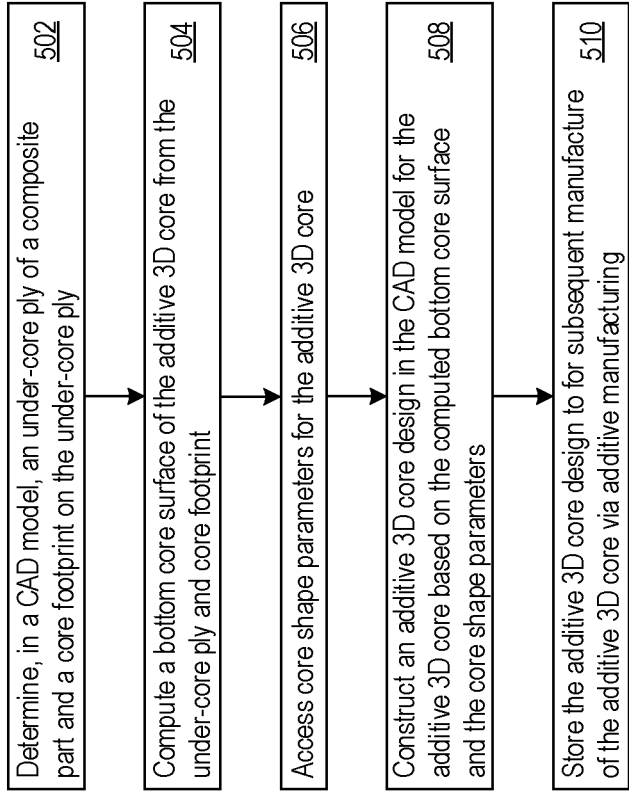 Determine, in a CAD model, an under-core ply of a composite
part and a core footprint on the under-core ply
502
Compute a bottom core surface of the additive 3D core from the
under-core ply and core footprint
504
Access core shape parameters for the additive 3D core
506
Construct an additive 3D core design in the CAD model for the
additive 3D core based on the computed bottom core surface
and the core shape parameters
508
Store the additive 3D core design to for subsequent manufacture
of the additive 3D core via additive manufacturing
510